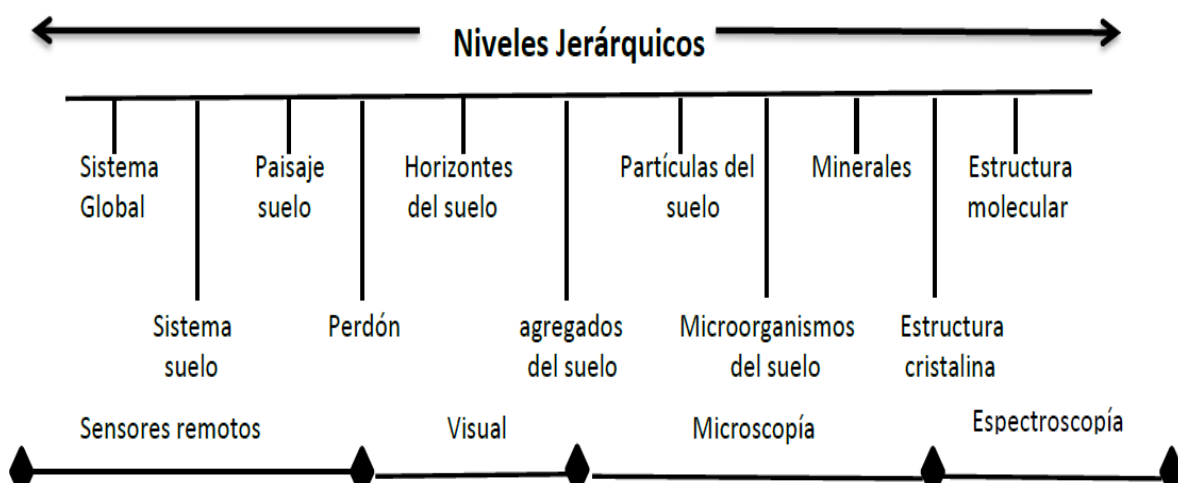 Niveles Jerárquicos
Sistema
Global
Paisaje
suelo
Horizontes
del suelo
Partículas del
suelo
Minerales
Estructura
molecular
Sistema
suelo
Perdón
agregados
del suelo
Microorganismos
del suelo
Estructura
cristalina
Sensores remotos
Visual
Microscopía
Espectroscopía